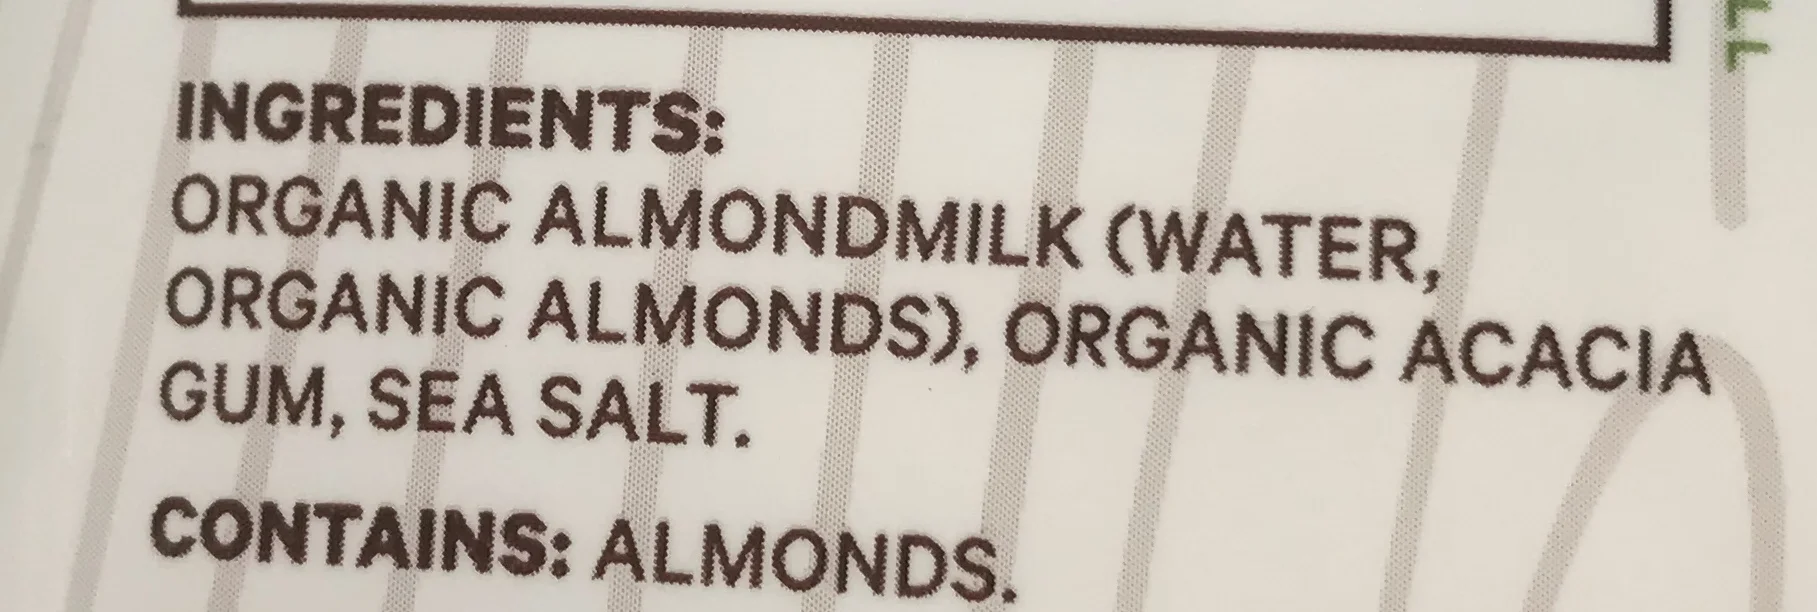 INGREDIENTS:
ORGANIC ALMONDMILK (WATER,
ORGANIC ALMONDS), ORGANIC ACACIA
GUM, SEA SALT.
CONTAINS: ALMONDS.